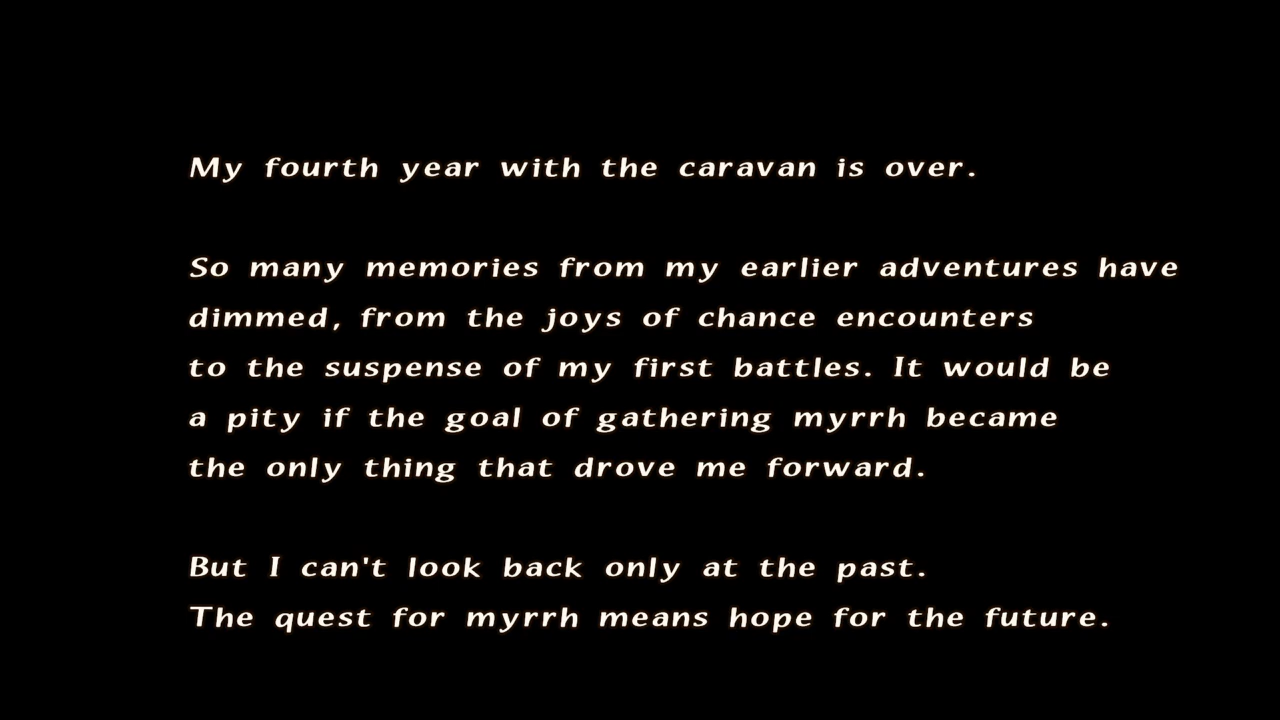 My fourth year with the caravan is over.
So many memories from my earlier adventures have
dimmed, from the joys of chance encounters
to the suspense of my first battles. It would be
a pity if the goal of gathering myrrh became
the only thing that drove me forward.
But I can't look back only at the past.
The quest for myrrh means hope for the future.